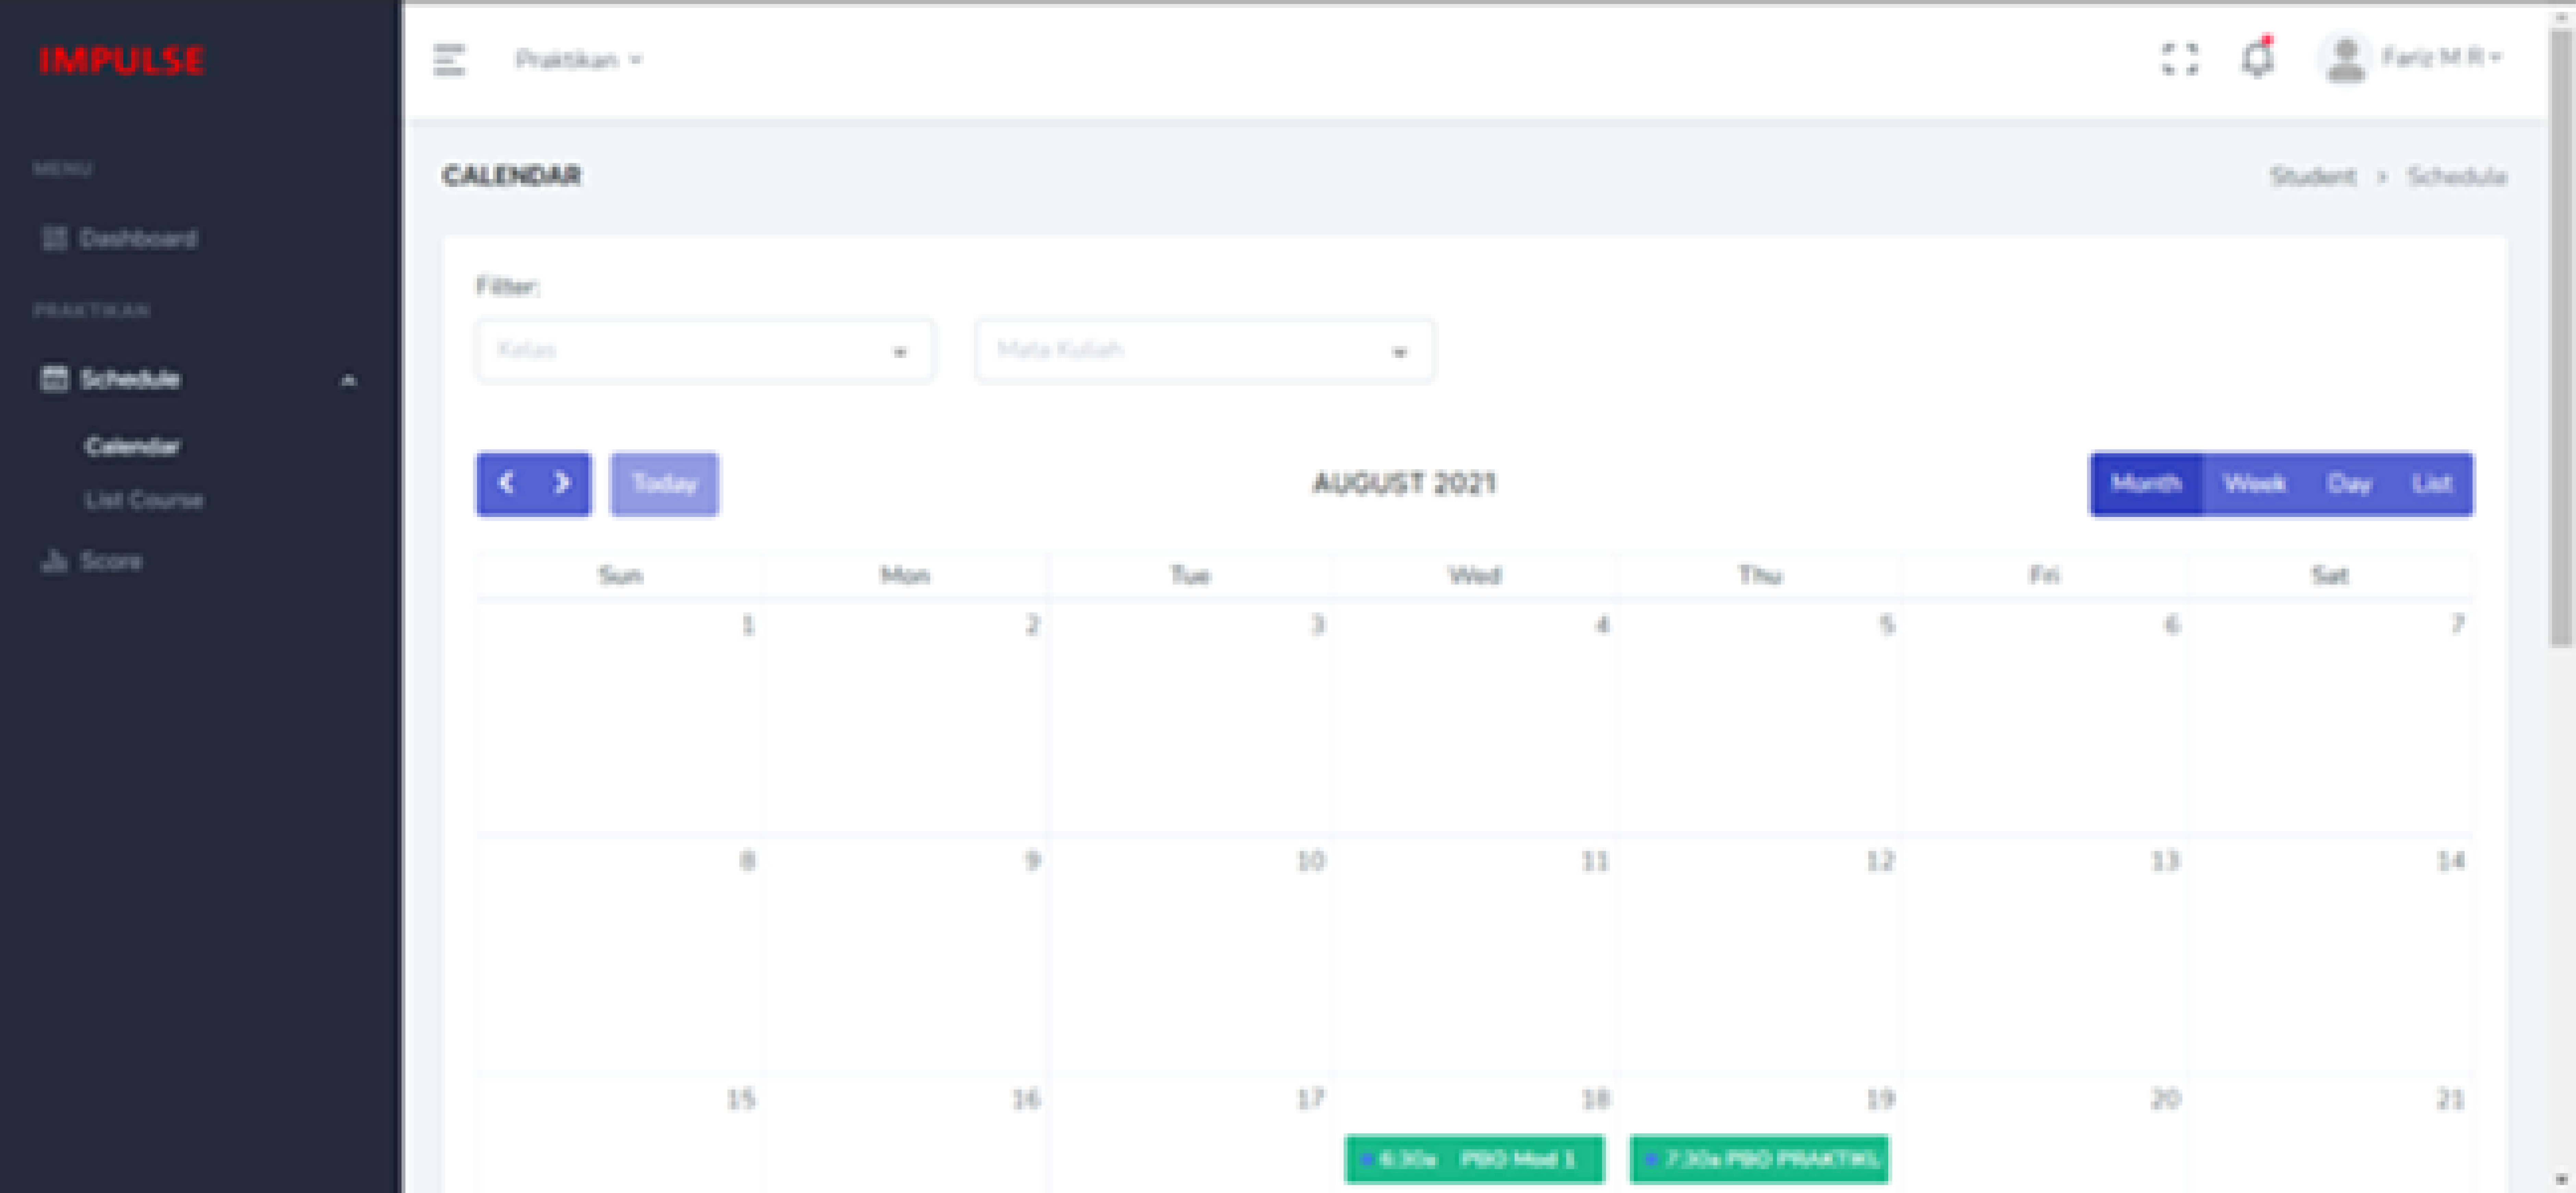 IMPULSE
Praktikan
Fariz M R
MENU
Dashboard
PRAKTIKAN
Schedule
Calendar
List Course
Score
CALENDAR
Student > Schedule
Filter:
Kelas
Mata Kuliah
Today
AUGUST 2021
Month Week Day List
Sun Mon Tue Wed Thu Fri Sat
1 2 3 4 5 6 7
8 9 10 11 12 13 14
15 16 17 18 19 20 21
6:30a PBO Mod 1
7:30a PBO